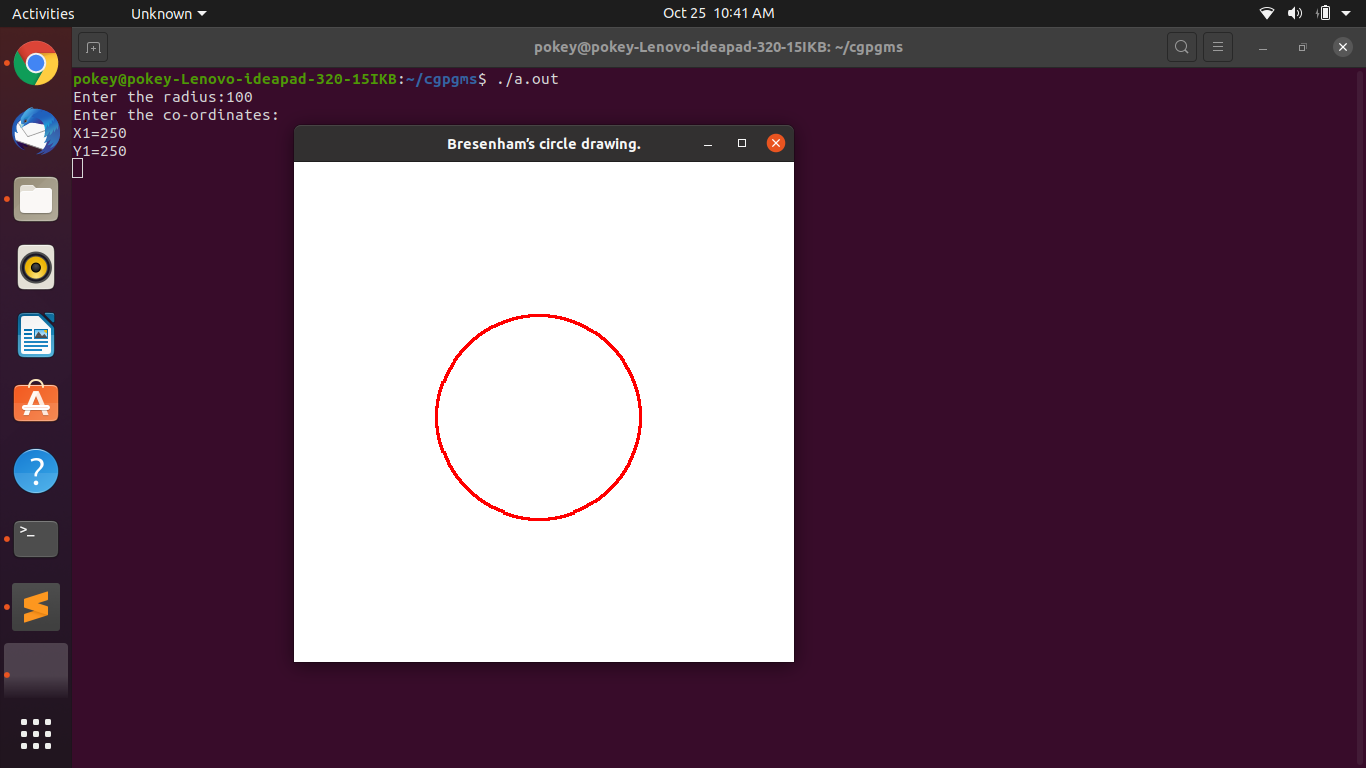 Activities
Unknown
Oct 25 10:41 AM
pokey@pokey-Lenovo-ideapad-320-15IKB: ~/cgpgms
pokey@pokey-Lenovo-ideapad-320-15IKB:~/cgpgms$ ./a.out
Enter the radius:100
Enter the co-ordinates:
X1=250
Y1=250
Bresenham's circle drawing.